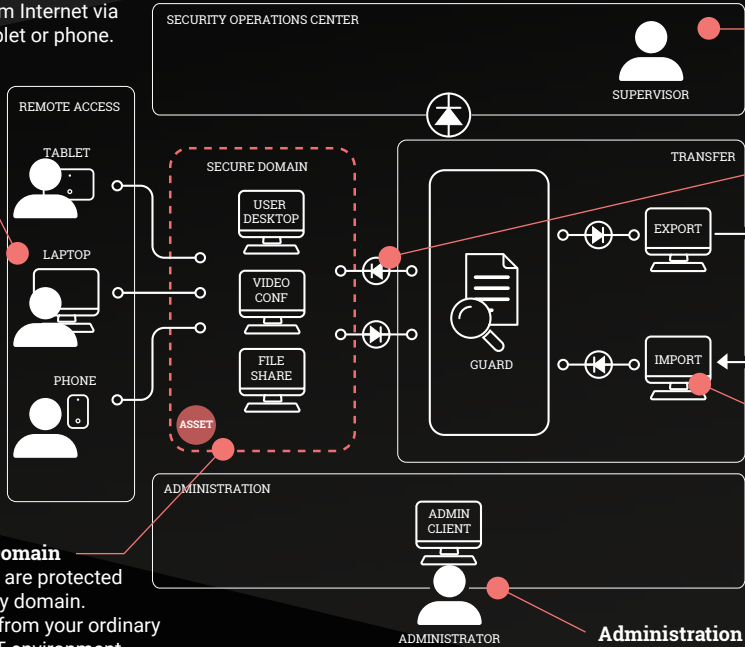 m Internet via
blet or phone.
SECURITY OPERATIONS CENTER
SUPERVISOR
REMOTE ACCESS
TABLET
LAPTOP
PHONE
SECURE DOMAIN
USER
DESKTOP
VIDEO
CONF
FILE
SHARE
ASSET
TRANSFER
GUARD
EXPORT
IMPORT
ADMINISTRATION
ADMIN
CLIENT
ADMINISTRATOR
omain
are protected
y domain.
from your ordinary
T environment
Administration